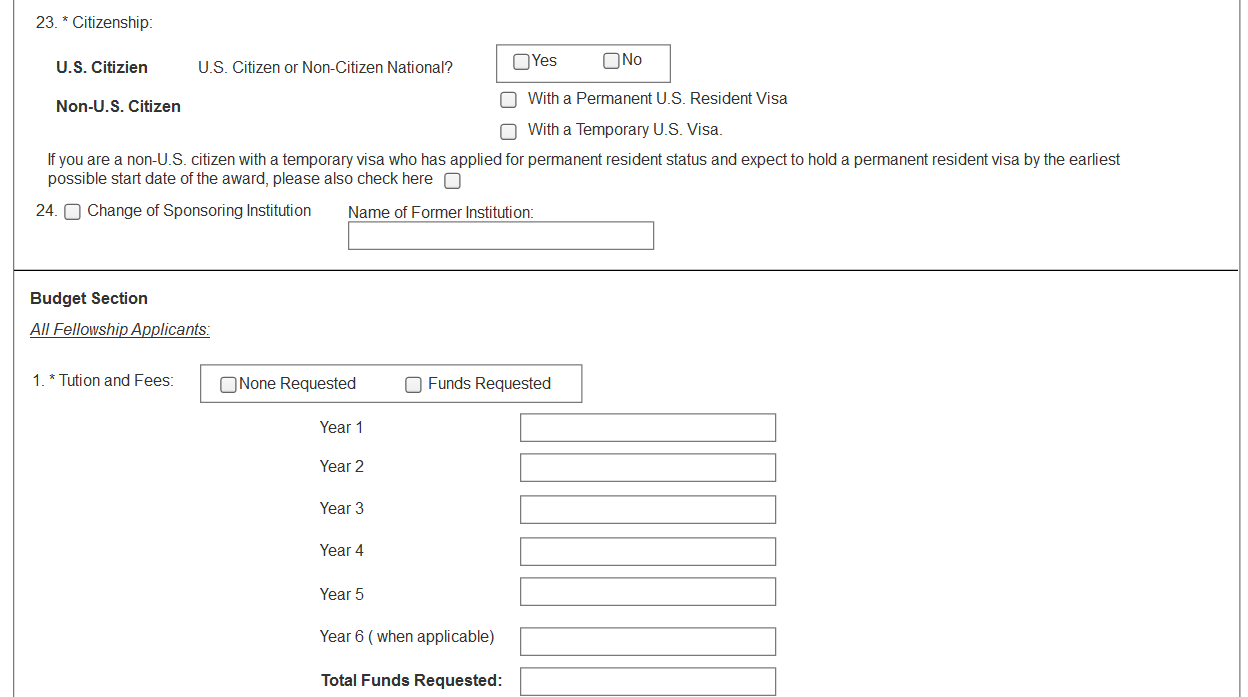 23. * Citizenship:
U.S. Citizien U.S. Citizen or Non-Citizen National? Yes No
Non-U.S. Citizen With a Permanent U.S. Resident Visa
With a Temporary U.S. Visa.
If you are a non-U.S. citizen with a temporary visa who has applied for permanent resident status and expect to hold a permanent resident visa by the earliest
possible start date of the award, please also check here
24. Change of Sponsoring Institution Name of Former Institution:
Budget Section
All Fellowship Applicants:
1. * Tution and Fees: None Requested Funds Requested
Year 1
Year 2
Year 3
Year 4
Year 5
Year 6 ( when applicable)
Total Funds Requested: